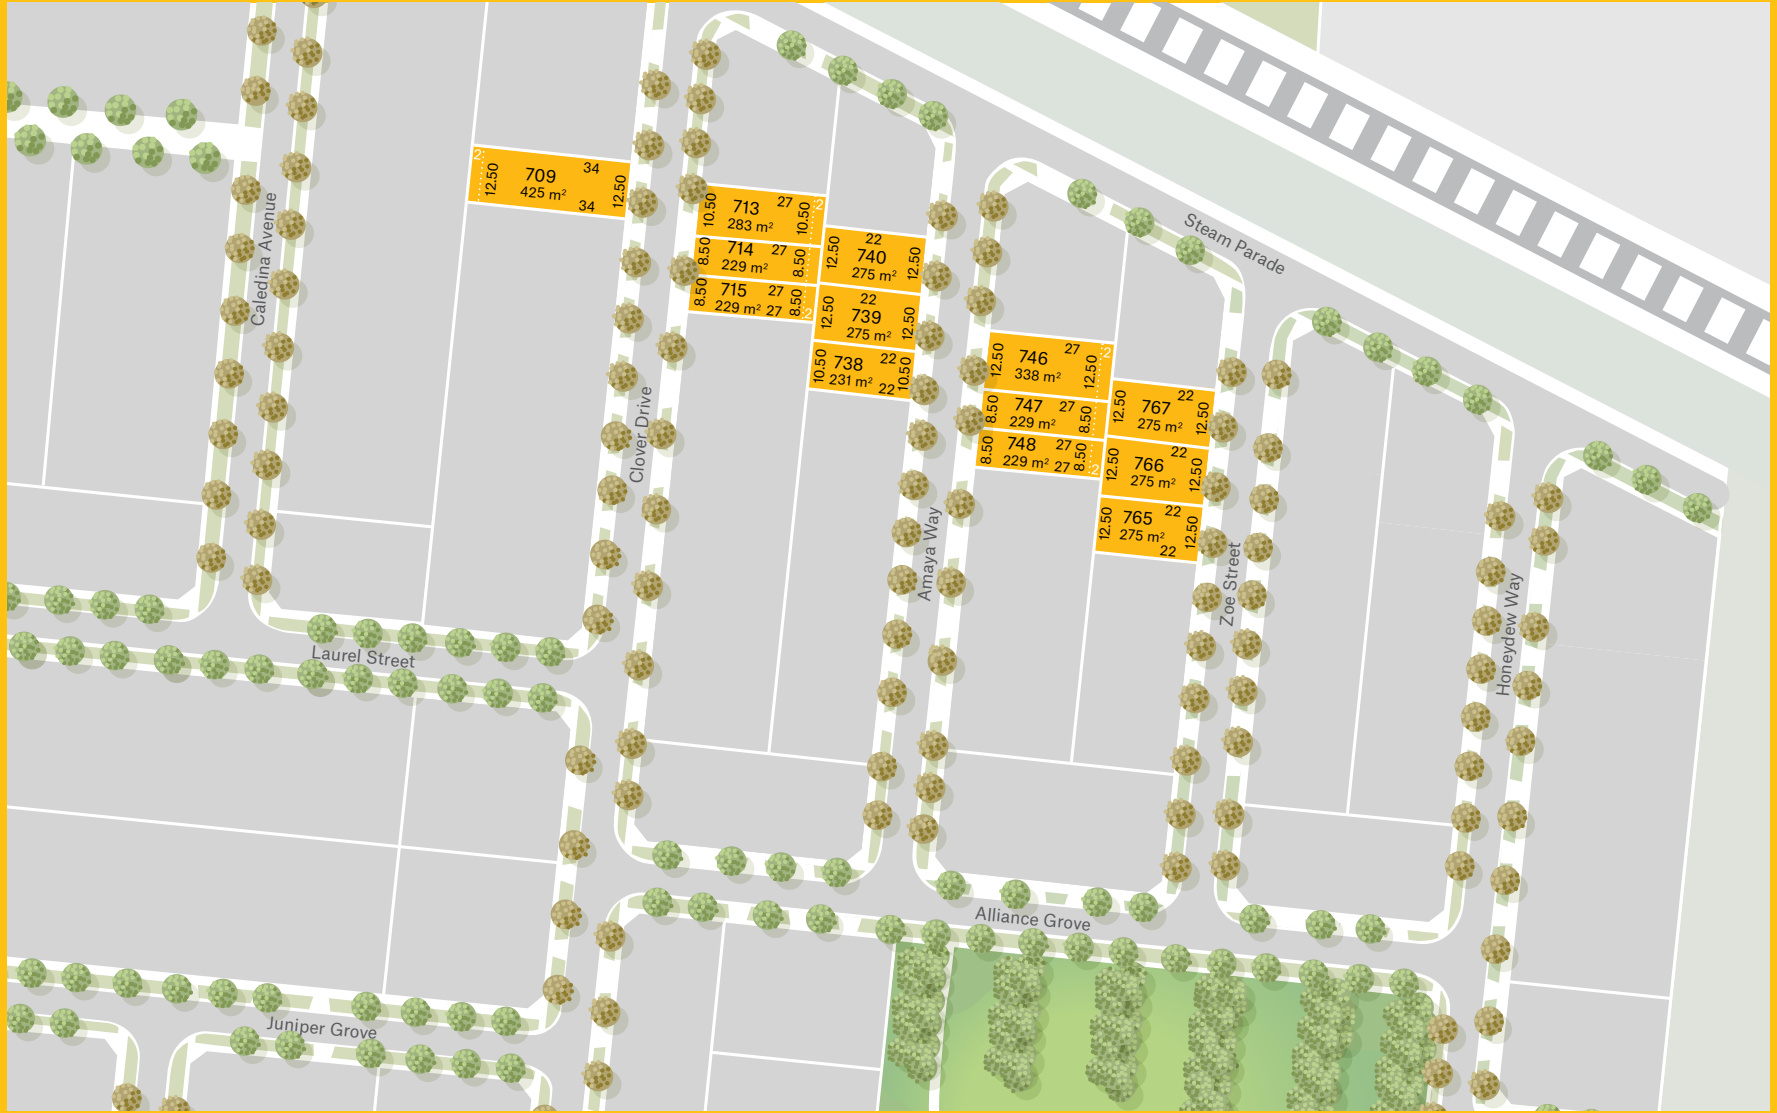 2
12.50
709
425 m²
34
34
12.50
10.50
713
283 m²
27
10.50
2
8.50
714
229 m²
27
8.50
8.50
715
229 m²
27
27
8.50
2
12.50
22
740
275 m²
12.50
12.50
22
739
275 m²
12.50
10.50
738
231 m²
22
22
10.50
12.50
746
338 m²
27
12.50
2
8.50
747
229 m²
27
8.50
8.50
748
229 m²
27
27
8.50
2
12.50
22
767
275 m²
12.50
12.50
22
766
275 m²
12.50
12.50
22
765
275 m²
22
12.50
Caledina Avenue
Clover Drive
Amaya Way
Zoe Street
Honeydew Way
Steam Parade
Laurel Street
Alliance Grove
Juniper Grove